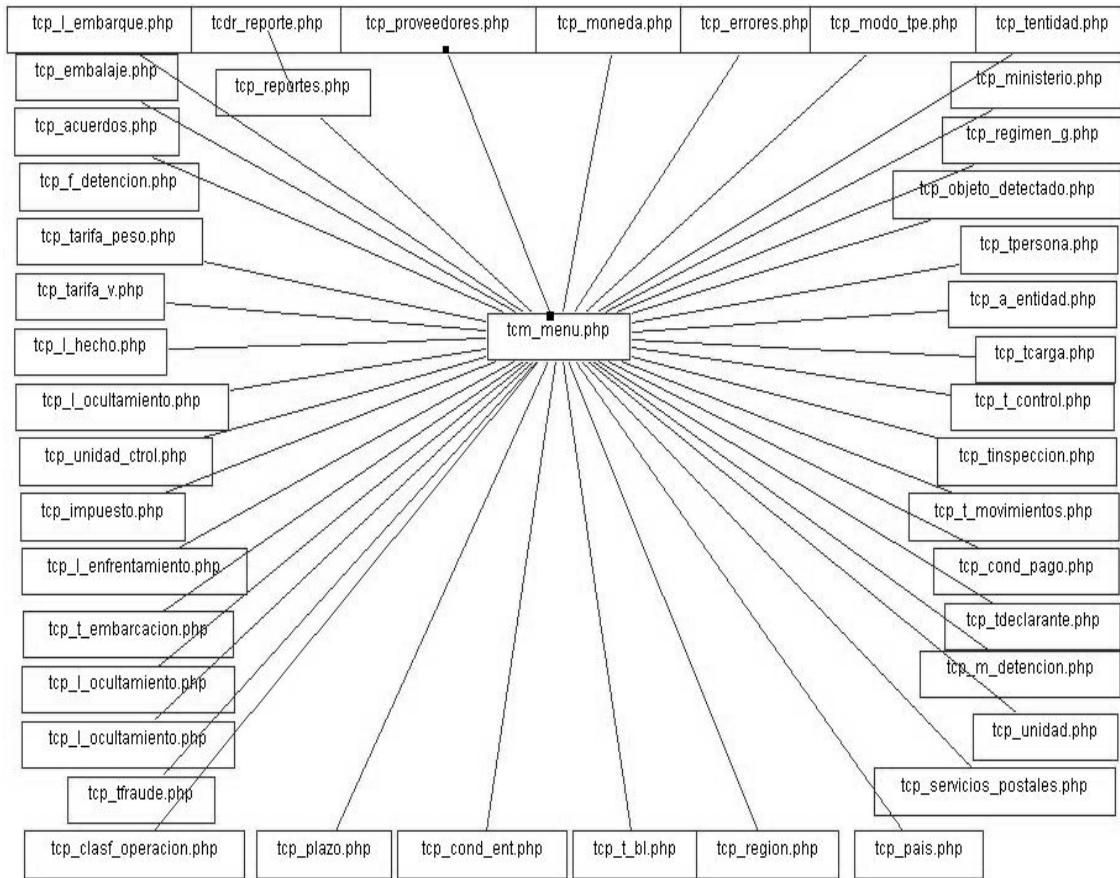 tcp_l_embarque.php
tcdr_reporte.php
tcp_proveedores.php
tcp_moneda.php
tcp_errores.php
tcp_modo_tpe.php
tcp_tentidad.php
tcp_embalaje.php
tcp_reportes.php
tcp_ministerio.php
tcp_acuerdos.php
tcp_regimen_g.php
tcp_f_detencion.php
tcp_objeto_detectado.php
tcp_tarifa_peso.php
tcp_tpersona.php
tcp_tarifa_v.php
tcp_a_entidad.php
tcm_menu.php
tcp_l_hecho.php
tcp_tcarga.php
tcp_l_ocultamiento.php
tcp_t_control.php
tcp_unidad_ctrol.php
tcp_tinspeccion.php
tcp_impuesto.php
tcp_t_movimientos.php
tcp_l_enfrentamiento.php
tcp_cond_pago.php
tcp_t_embarcacion.php
tcp_tdeclarante.php
tcp_m_detencion.php
tcp_l_ocultamiento.php
tcp_unidad.php
tcp_l_ocultamiento.php
tcp_servicios_postales.php
tcp_tfraude.php
tcp_clasf_operacion.php
tcp_plazo.php
tcp_cond_ent.php
tcp_t_bl.php
tcp_region.php
tcp_pais.php